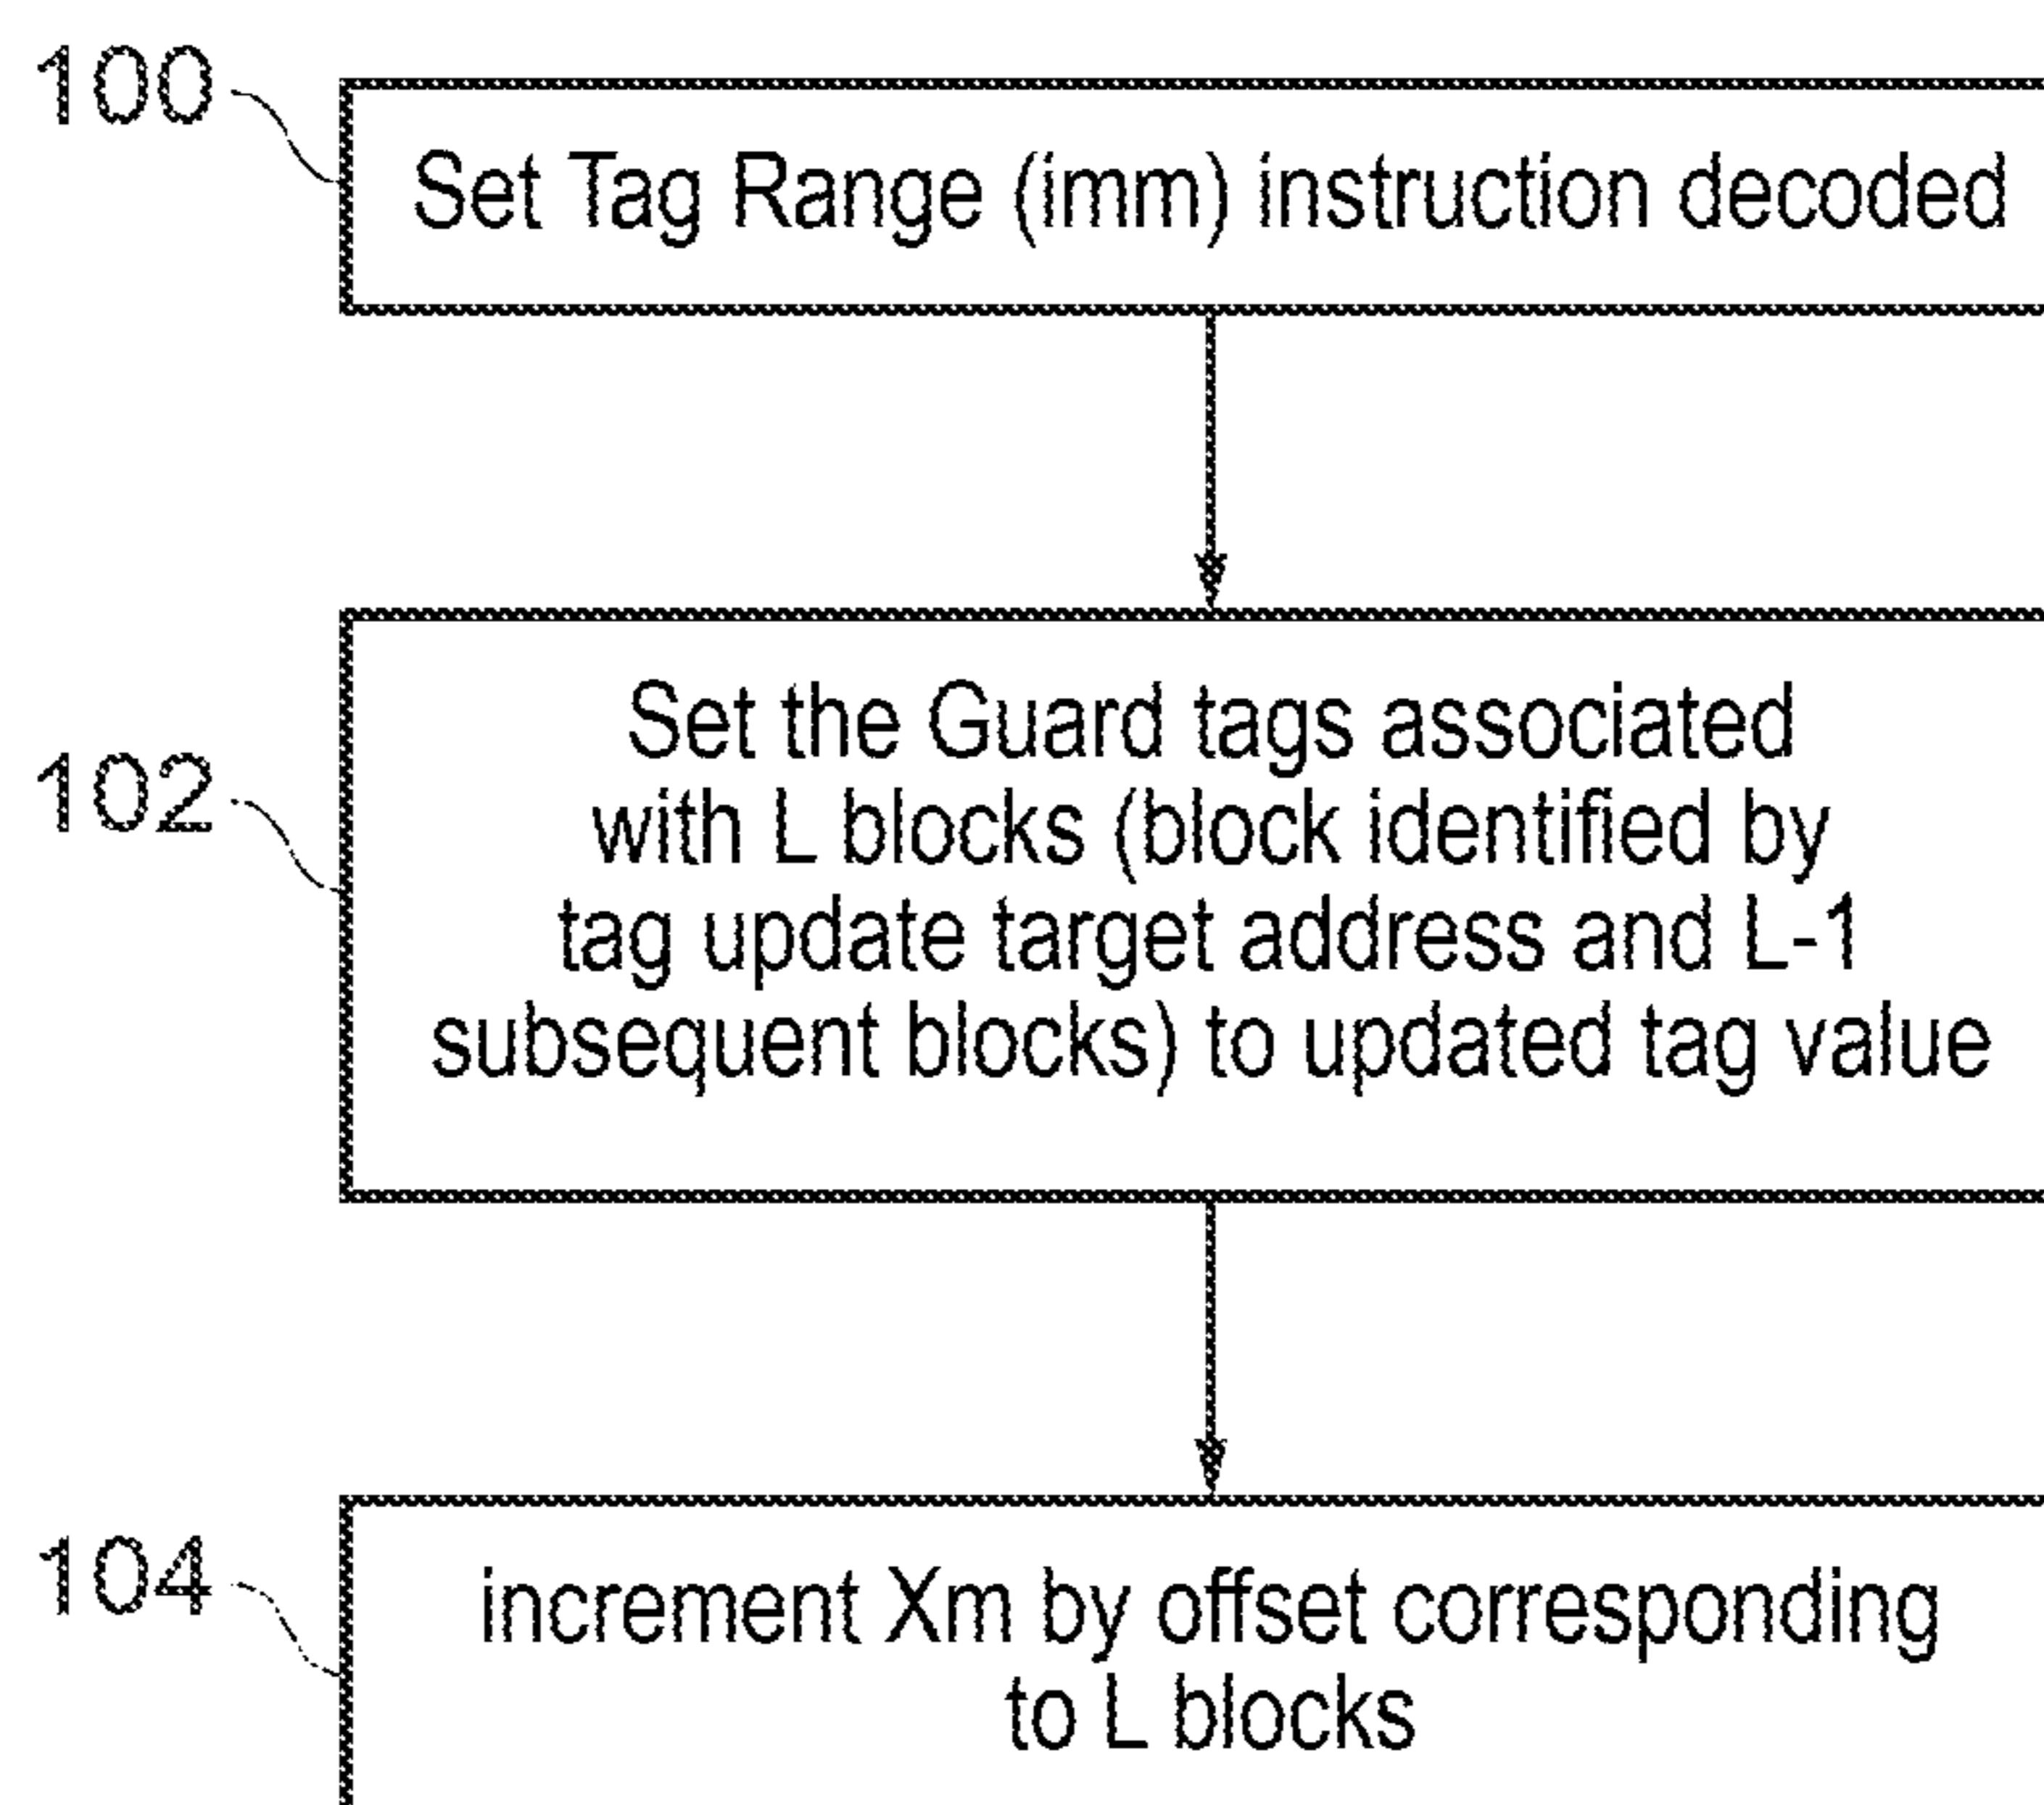 100
Set Tag Range (imm) instruction decoded
102
Set the Guard tags associated
with L blocks (block identified by
tag update target address and L-1
subsequent blocks) to updated tag value
104
increment Xm by offset corresponding
to L blocks